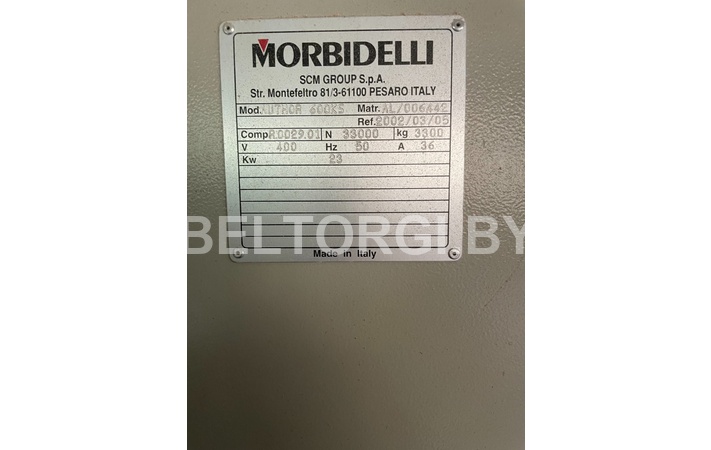 MORBIDELLI
SCM GROUP S.p.A.
Str. Montefeltro 81/3-61100 PESARO ITALY
Mod. AUTHOR 600KS Matr. AL/006442
Ref. 2002/03/05
Comp R.0029.01 N 33000 kg 3300
V 400 Hz 50 A 36
Kw 23
BELTORGI.BY
Made in Italy